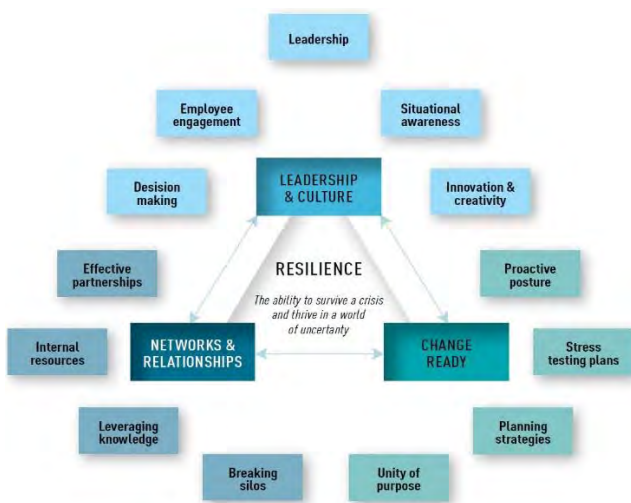 Leadership
Employee
engagement
Situational
awareness
LEADERSHIP
& CULTURE
Desision
making
Innovation &
creativity
Effective
partnerships
RESILIENCE
Proactive
posture
The ability to survive a crisis
and thrive in a world
of uncertanty
Internal
resources
NETWORKS &
RELATIONSHIPS
CHANGE
READY
Stress
testing plans
Leveraging
knowledge
Planning
strategies
Breaking
silos
Unity of
purpose